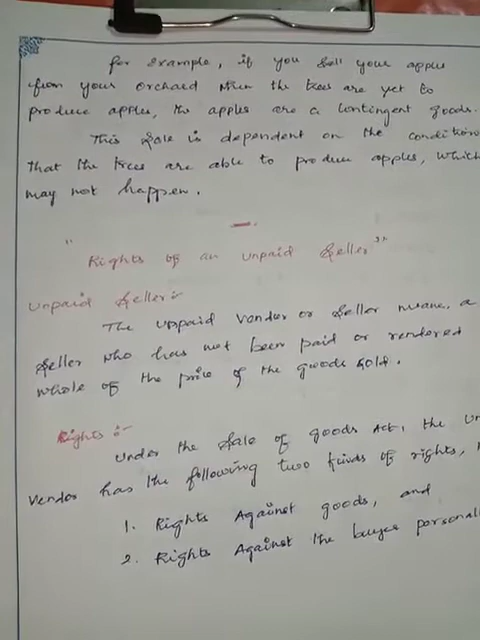 For example, if you sell your apples
from your orchard when the trees are yet to
produce apples, the apples are a contingent goods.
This sale is dependent on the condition
that the trees are able to produce apples, which
may not happen.
"Rights of an unpaid seller"
Unpaid seller:-
The uppaid vendor or seller means, a
seller who has not been paid or rendered
whole of the price of the goods sold.
Rights :-
Under the Sale of goods Act, the un
vendor has the following two kinds of rights,
1. Rights Against goods, and
2. Rights Against the buyer personal